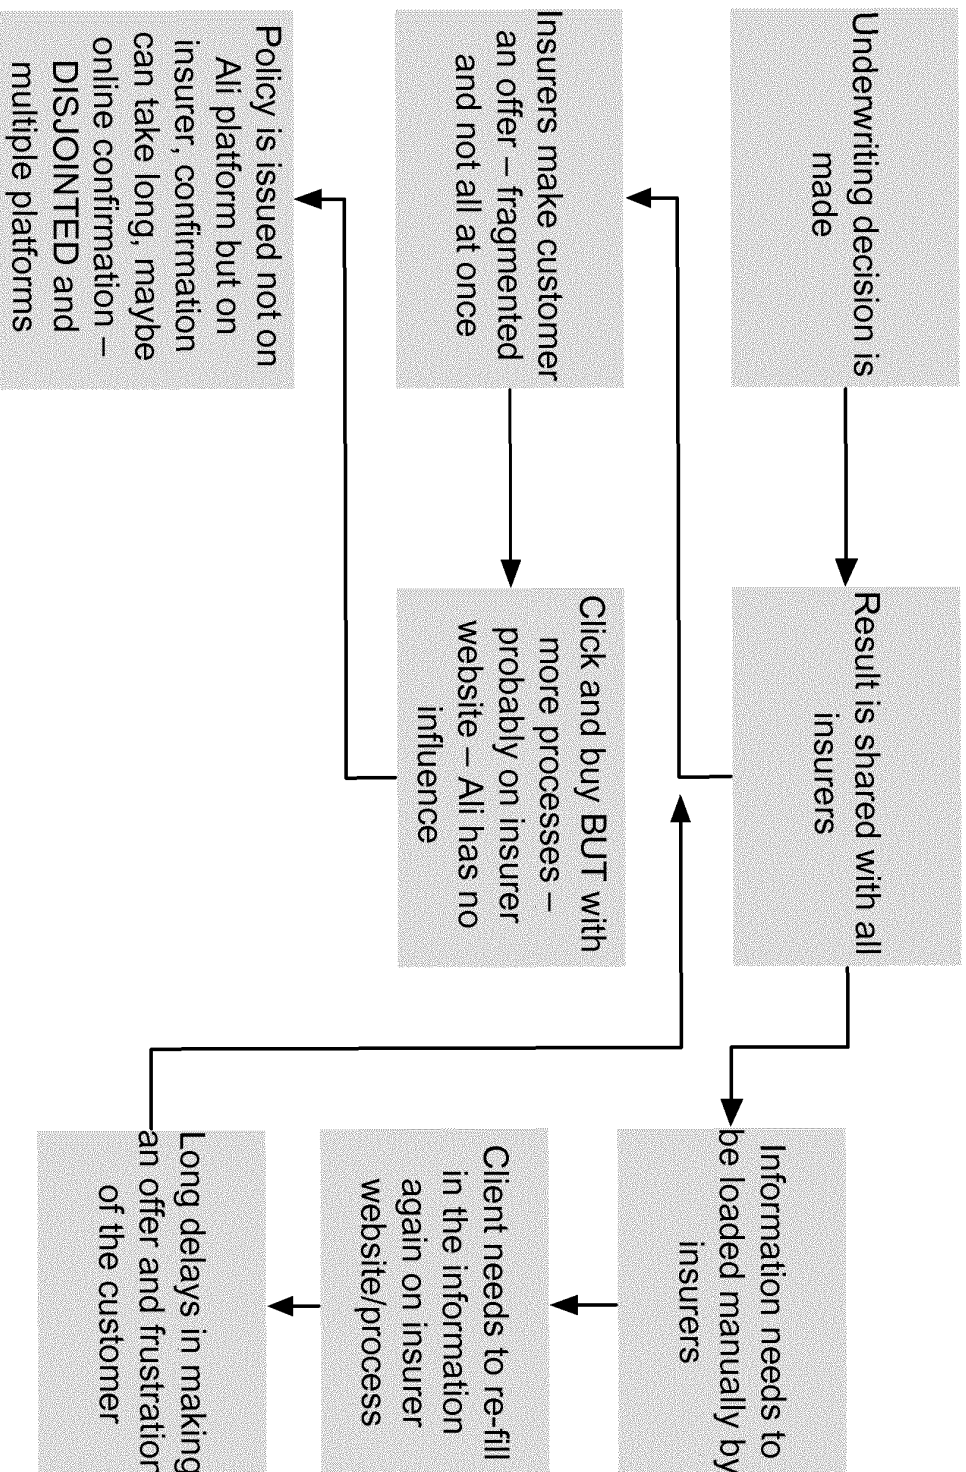 Underwriting decision is
made
Result is shared with all
insurers
Information needs to
be loaded manually by
insurers
Client needs to re-fill
in the information
again on insurer
website/process
Long delays in making
an offer and frustration
of the customer
Insurers make customer
an offer – fragmented
and not all at once
Click and buy BUT with
more processes –
probably on insurer
website – Ali has no
influence
Policy is issued not on
Ali platform but on
insurer, confirmation
can take long, maybe
online confirmation –
DISJOINTED and
multiple platforms